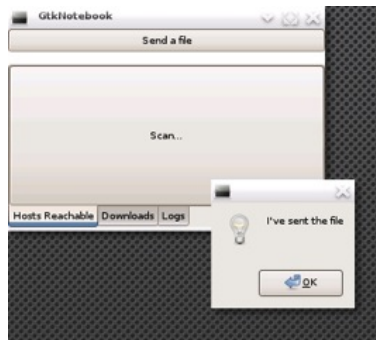 GtkNotebook
Send a file
Scan...
Hosts Reachable Downloads Logs
I've sent the file
OK